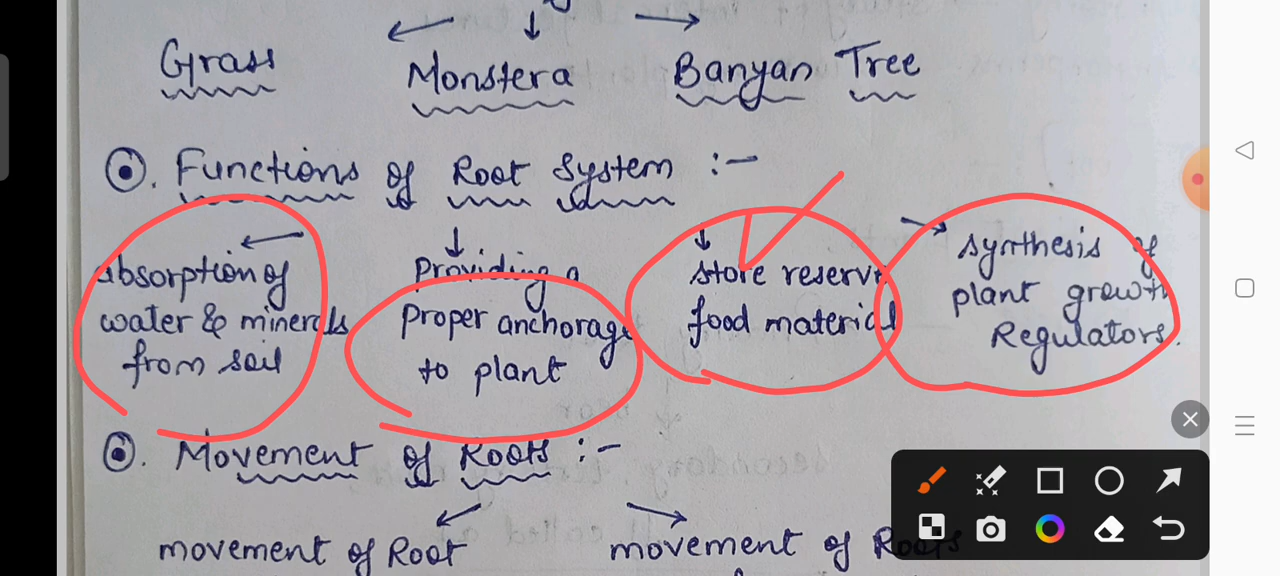 Grass Monstera Banyan Tree
Functions of Root System :-
absorption of
water & minerals
from soil
Providing a
Proper anchorage
to plant
store reserve
food material
synthesis of
plant growth
Regulators.
Movement of Roots :-
movement of Root
movement of Roots